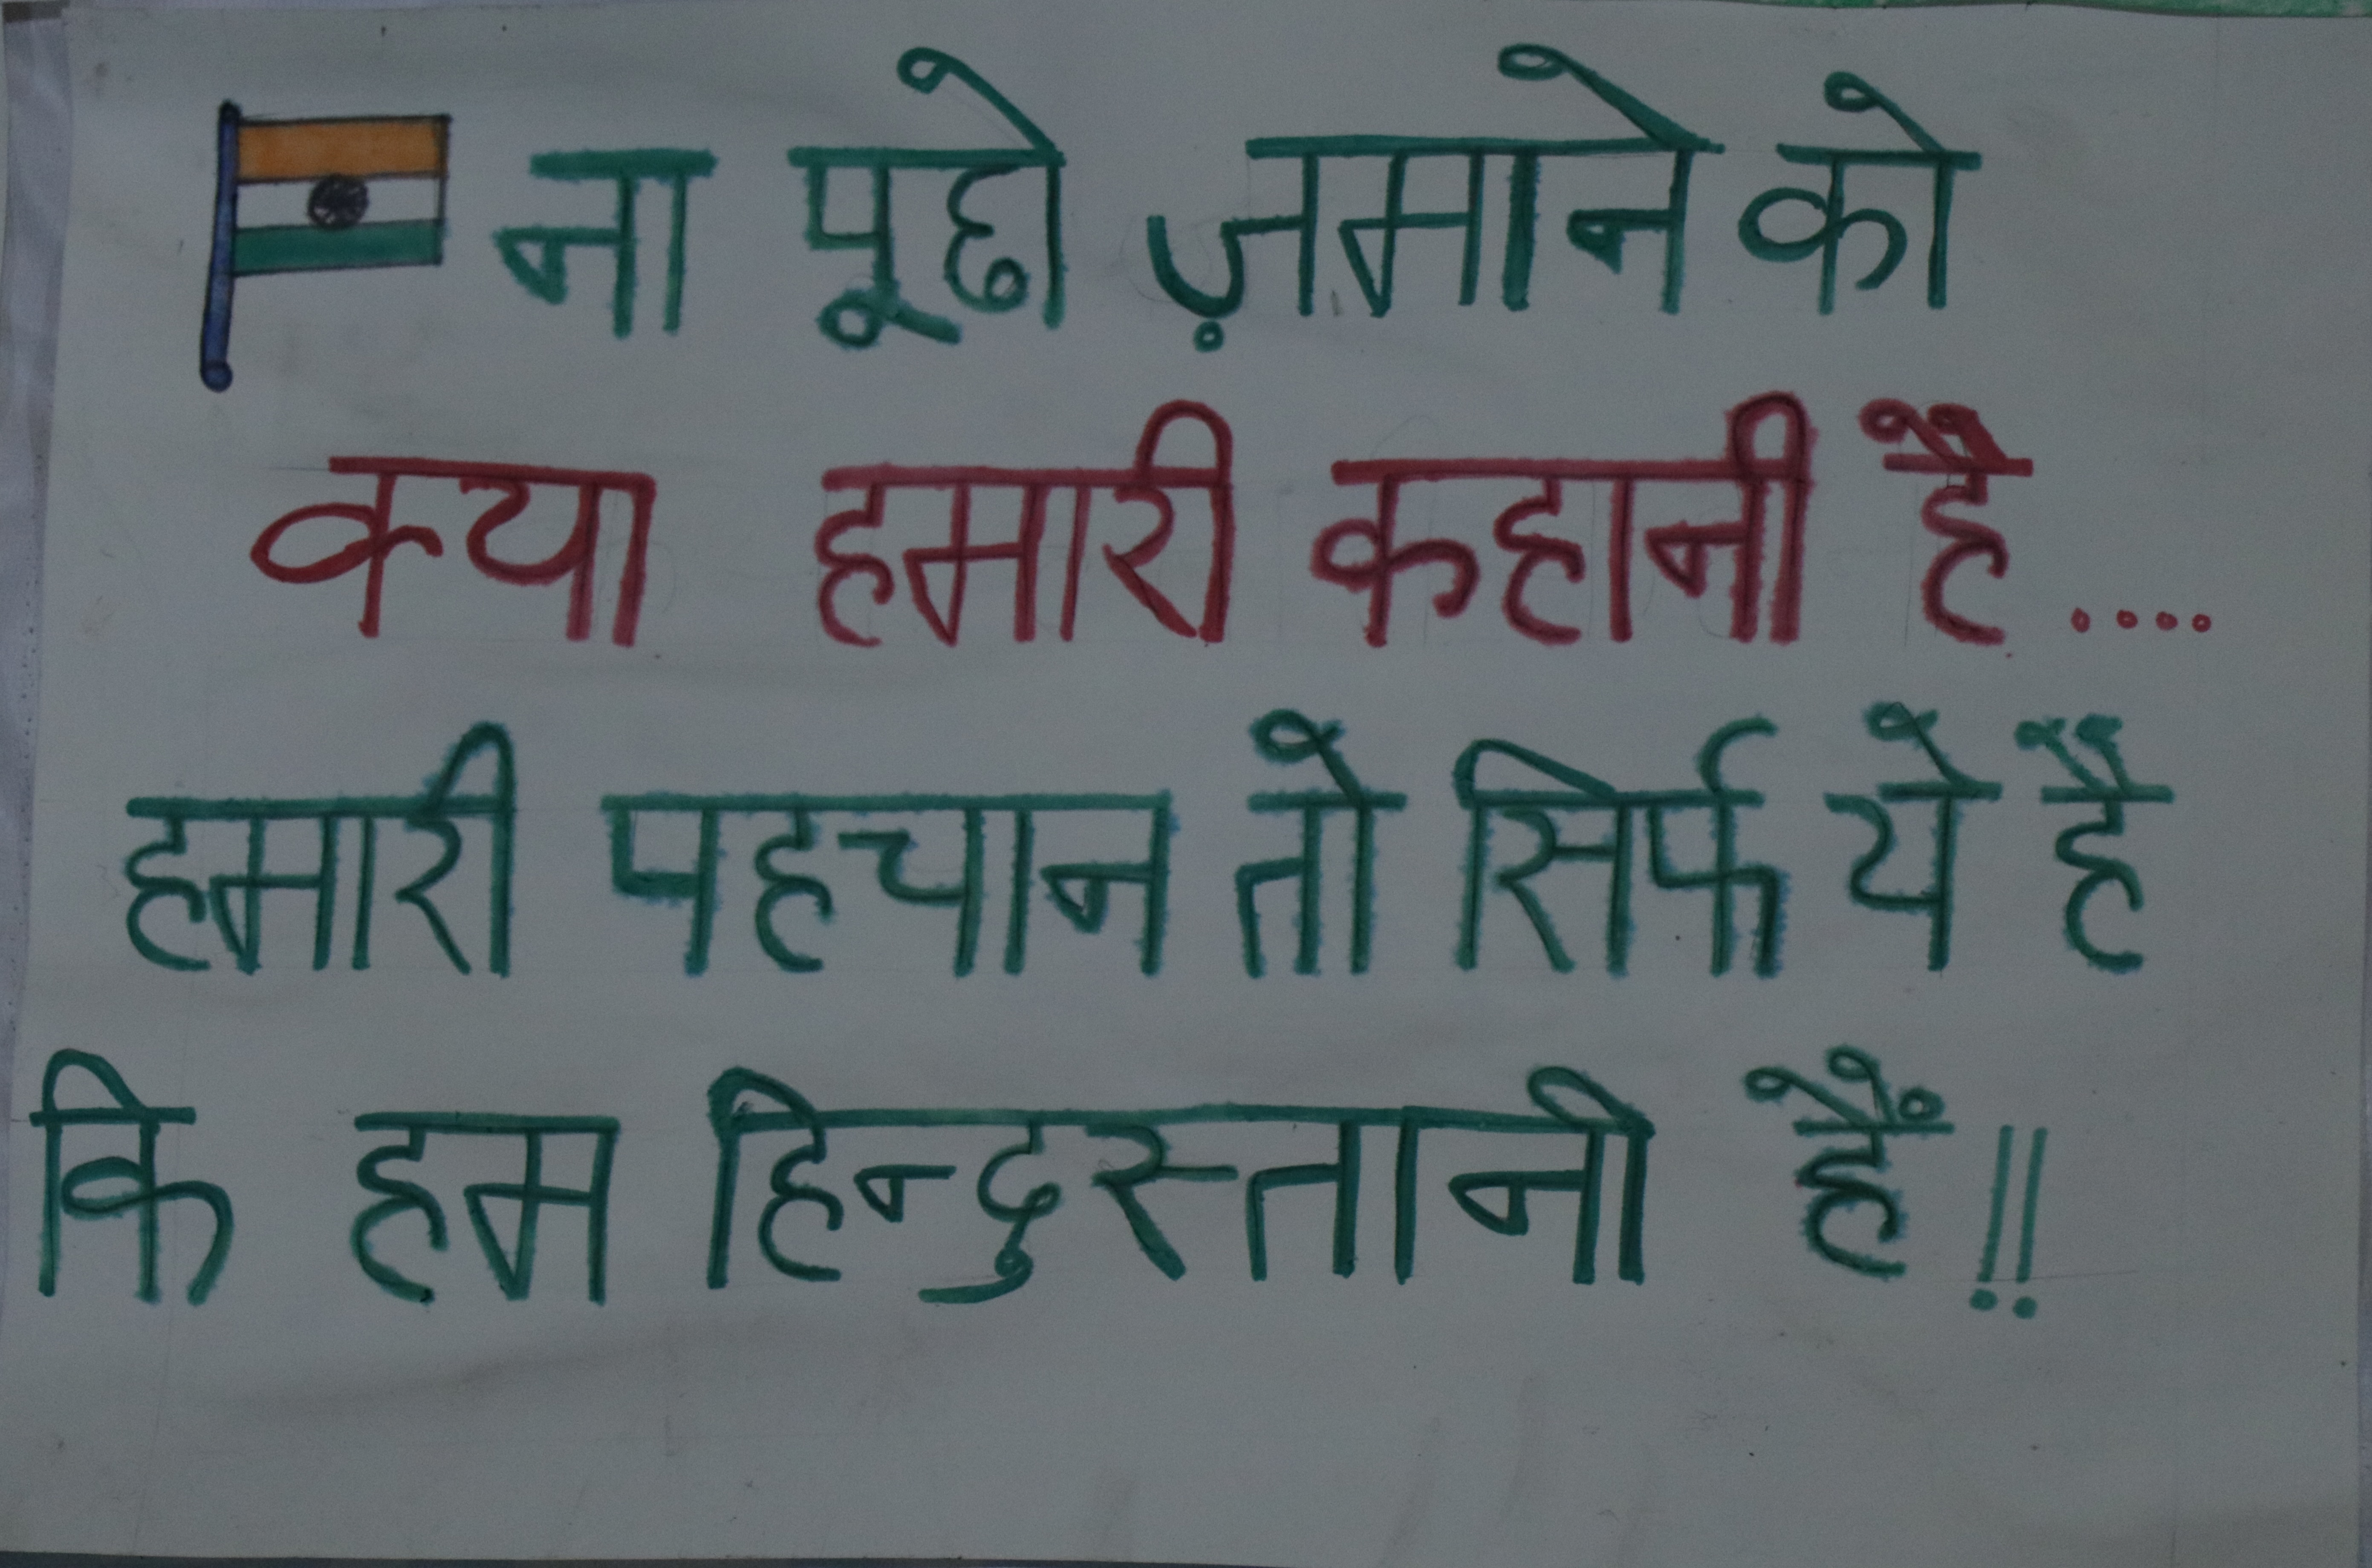 ना पूछो ज़माने को
क्या हमारी कहानी है....
हमारी पहचान तो सिर्फ ये है
कि हम हिन्दुस्तानी हैं!!